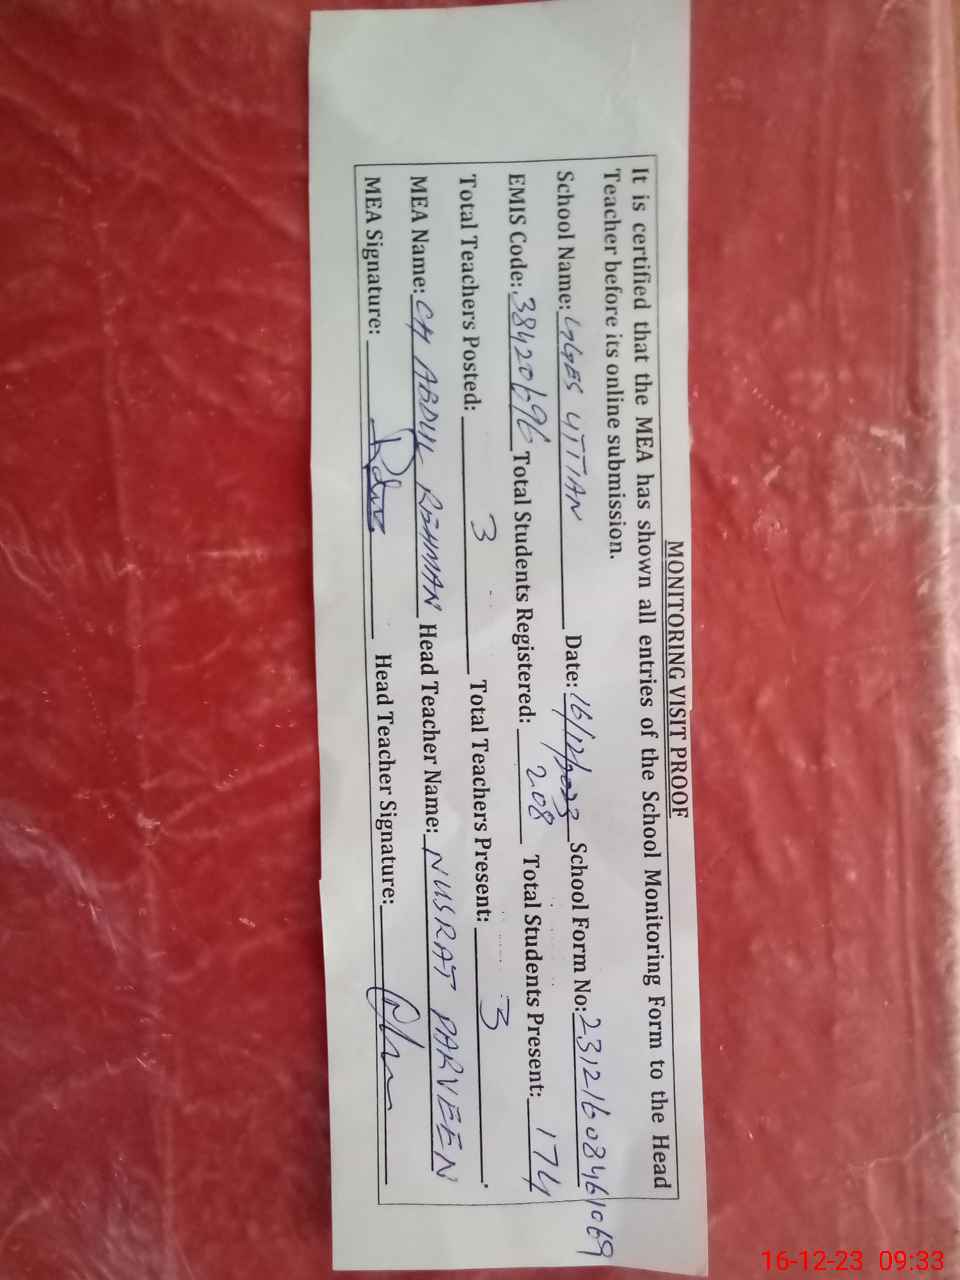 MONITORING VISIT PROOF
It is certified that the MEA has shown all entries of the School Monitoring Form to the Head
Teacher before its online submission.
School Name: GGES UTTIAN Date: 16/12/2023 School Form No: 23121608461069
EMIS Code: 38420696 Total Students Registered: 208 Total Students Present: 174
Total Teachers Posted: 3 Total Teachers Present: 3
MEA Name: CH ABDUL REHMAN Head Teacher Name: NUSRAT PARVEEN
MEA Signature: Head Teacher Signature:
16-12-23 09:33